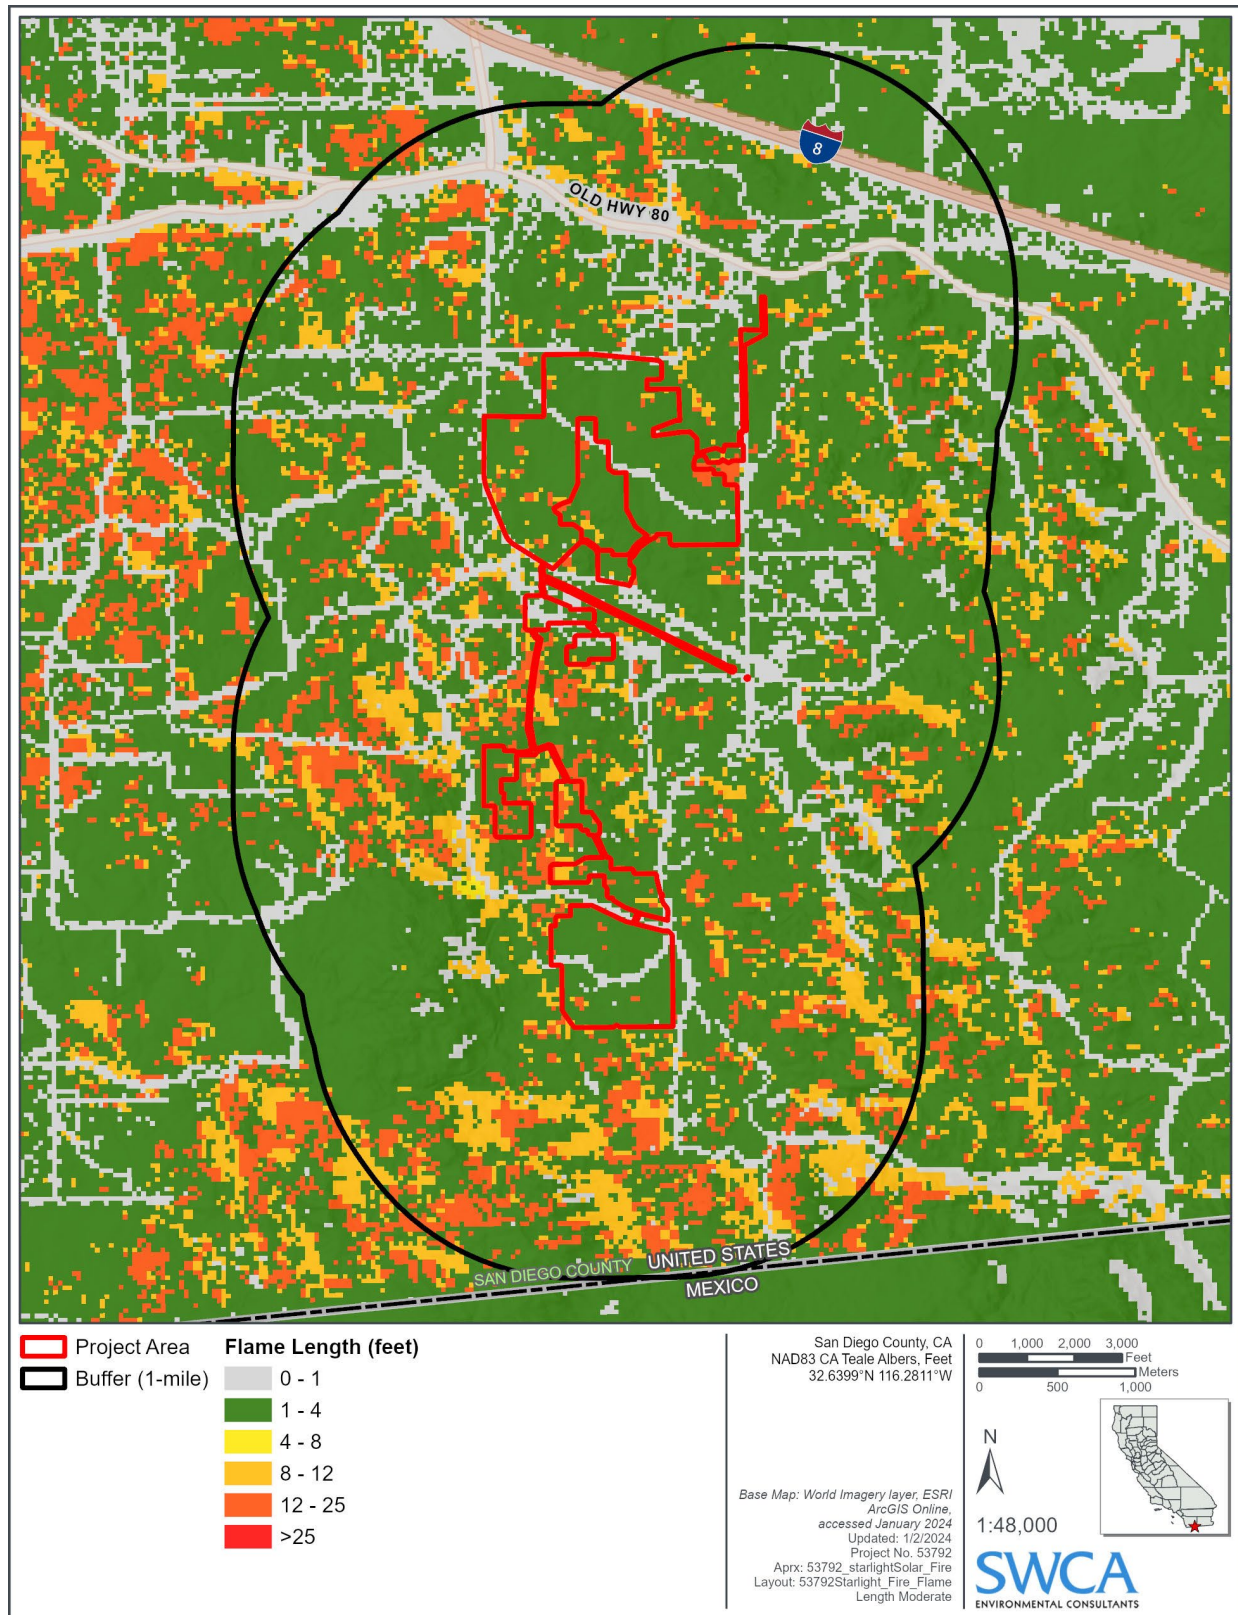 8
OLD HWY 80
SAN DIEGO COUNTY
UNITED STATES
MEXICO
Project Area
Buffer (1-mile)
Flame Length (feet)
0 - 1
1 - 4
4 - 8
8 - 12
12 - 25
>25
San Diego County, CA
NAD83 CA Teale Albers, Feet
32.6399°N 116.2811°W
Base Map: World Imagery layer, ESRI
ArcGIS Online,
accessed January 2024
Updated: 1/2/2024
Project No. 53792
Aprx: 53792_starlightSolar_Fire
Layout: 53792Starlight_Fire_Flame
Length Moderate
0 1,000 2,000 3,000
Feet
Meters
0 500 1,000
N
1:48,000
SWCA
ENVIRONMENTAL CONSULTANTS